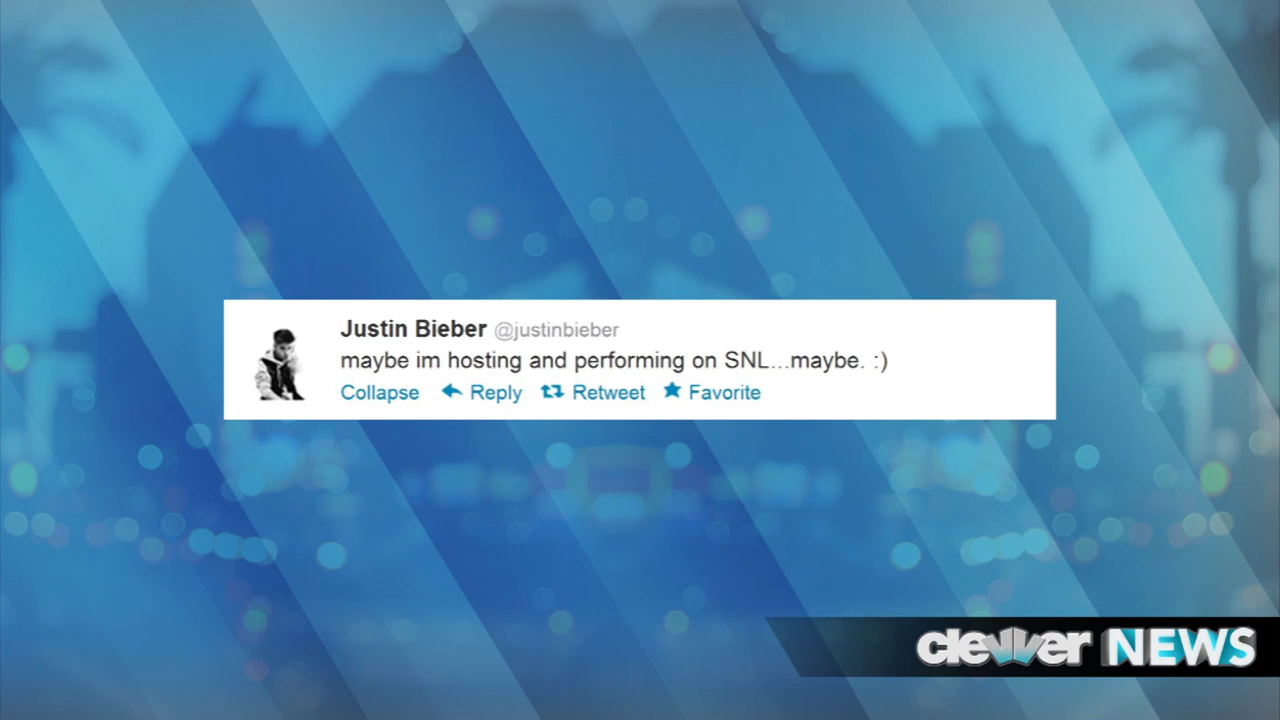 Justin Bieber @justinbieber
maybe im hosting and performing on SNL...maybe. :)
Collapse Reply Retweet Favorite
clevver NEWS